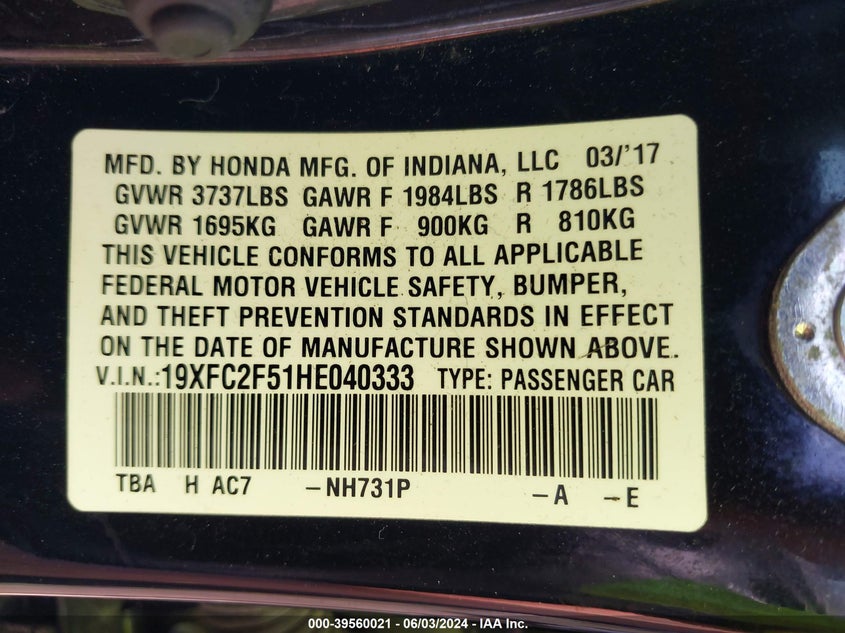 MFD. BY HONDA MFG. OF INDIANA, LLC 03/'17
GVWR 3737LBS GAWR F 1984LBS R 1786LBS
GVWR 1695KG GAWR F 900KG R 810KG
THIS VEHICLE CONFORMS TO ALL APPLICABLE
FEDERAL MOTOR VEHICLE SAFETY, BUMPER,
AND THEFT PREVENTION STANDARDS IN EFFECT
ON THE DATE OF MANUFACTURE SHOWN ABOVE.
V.I.N.:19XFC2F51HE040333 TYPE: PASSENGER CAR
TBA H AC7 -NH731P -A -E
000-39560021 - 06/03/2024 - IAA Inc.